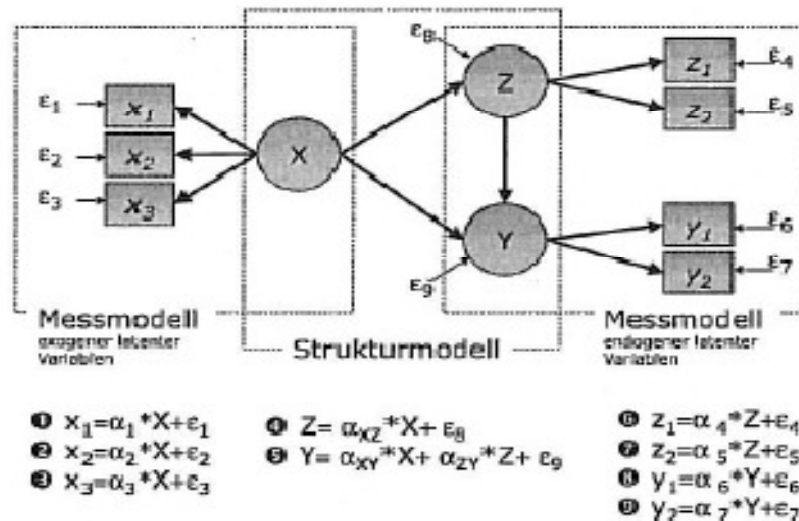 ε8
ε4
z1
Z
ε1
x1
z2
ε5
ε2
x2
X
ε3
x3
y1
ε6
Y
y2
ε7
ε9
Messmodell
exogener latenter
Variablen
Strukturmodell
Messmodell
endogener latenter
Variablen
❶ x1=α1*X+ε1
❷ x2=α2*X+ε2
❸ x3=α3*X+ε3
❹ Z= αXZ*X+ ε8
❺ Y= αXY*X+ αZY*Z+ ε9
❻ z1=α4*Z+ε4
❼ z2=α5*Z+ε5
❽ y1=α6*Y+ε6
❾ y2=α7*Y+ε7